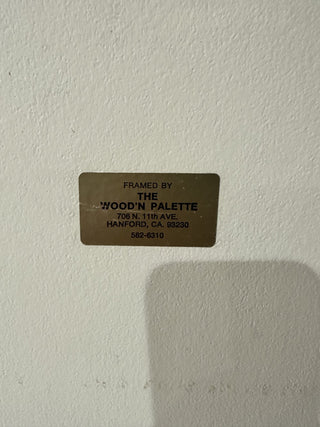 FRAMED BY
THE
WOOD'N PALETTE
706 N. 11th AVE.
HANFORD, CA. 93230
582-6310